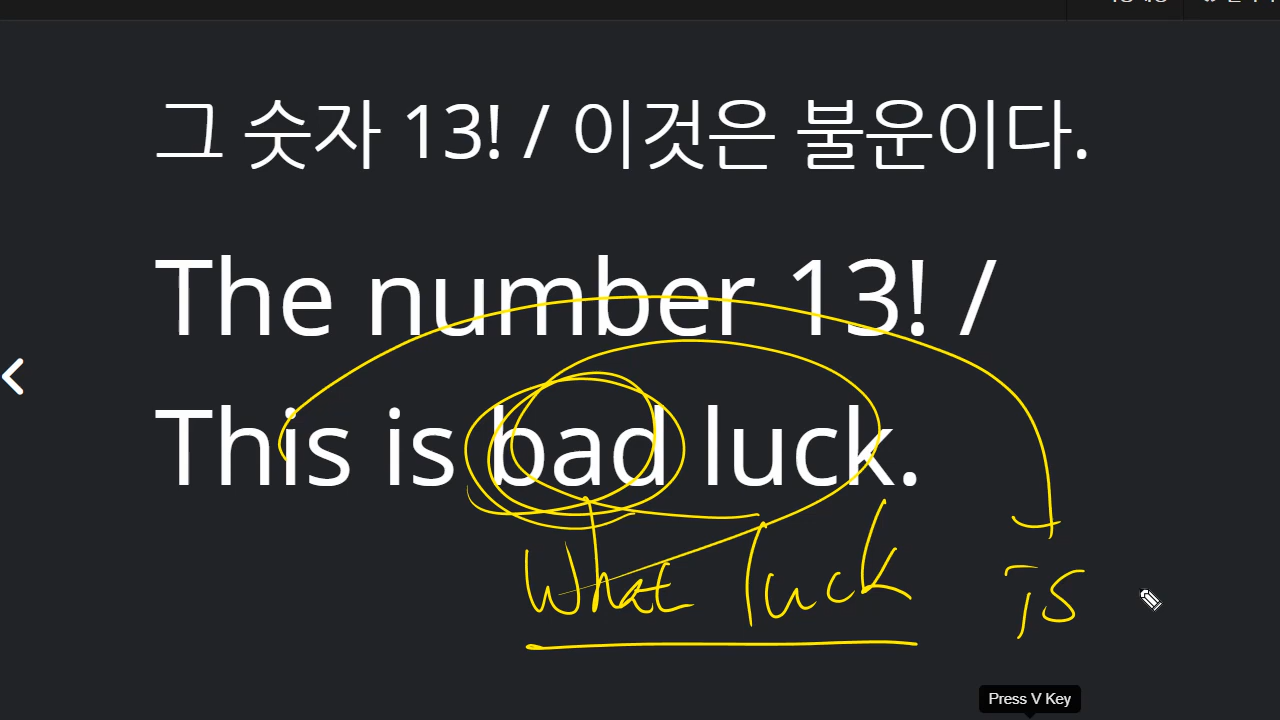 그 숫자 13! / 이것은 불운이다.
The number 13! /
This is bad luck.
What luck is
Press V Key